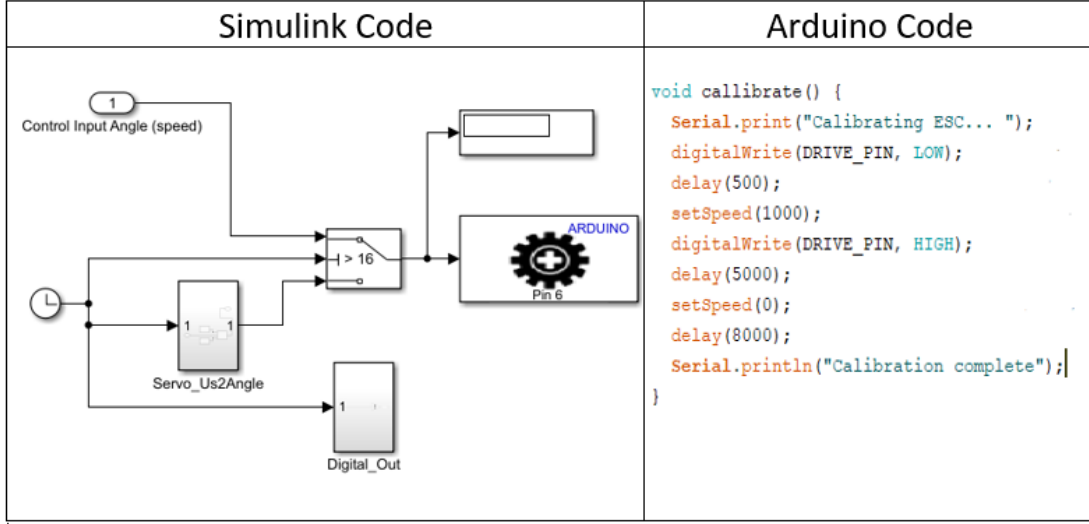 Simulink Code
Arduino Code
1
Control Input Angle (speed)
> 16
ARDUINO
Pin 6
1 1
Servo_Us2Angle
1
Digital_Out
void callibrate() {
Serial.print("Calibrating ESC... ");
digitalWrite(DRIVE_PIN, LOW);
delay(500);
setSpeed(1000);
digitalWrite(DRIVE_PIN, HIGH);
delay(5000);
setSpeed(0);
delay(8000);
Serial.println("Calibration complete");
}